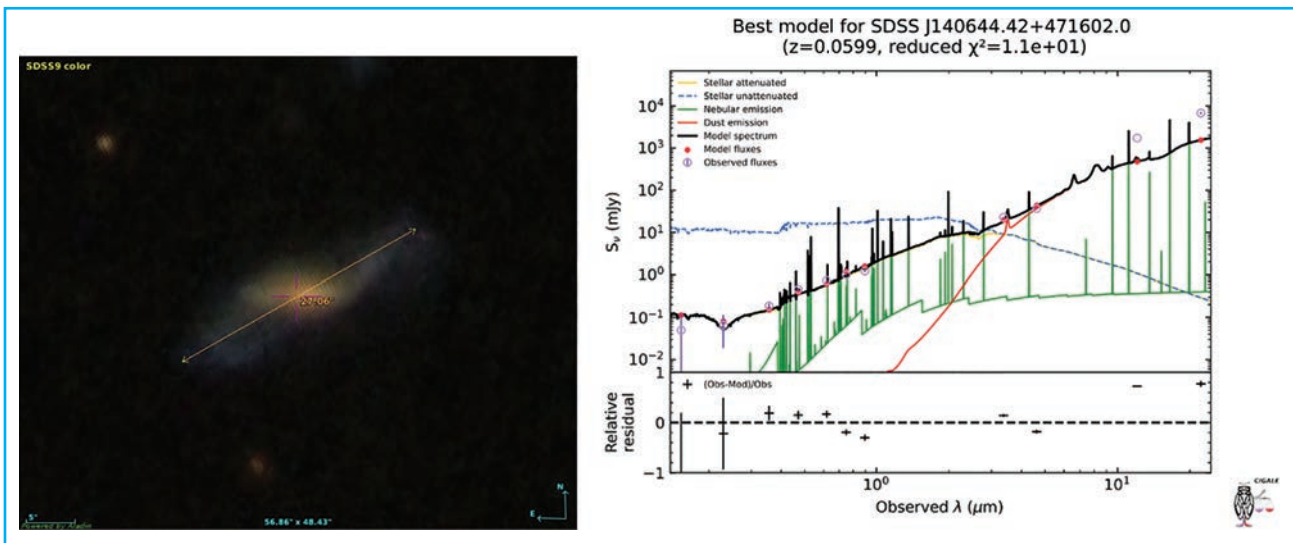 SDSS9 color
27.06"
5"
Powered by Aladin
56.86" x 48.43"
N
E
Best model for SDSS J140644.42+471602.0
(z=0.0599, reduced χ²=1.1e+01)
Stellar attenuated
Stellar unattenuated
Nebular emission
Dust emission
Model spectrum
Model fluxes
Observed fluxes
S_ν (mJy)
10⁴
10³
10²
10¹
10⁰
10⁻¹
10⁻²
1
(Obs-Mod)/Obs
Relative
residual
0
−1
10⁰
10¹
Observed λ (μm)
CIGALE